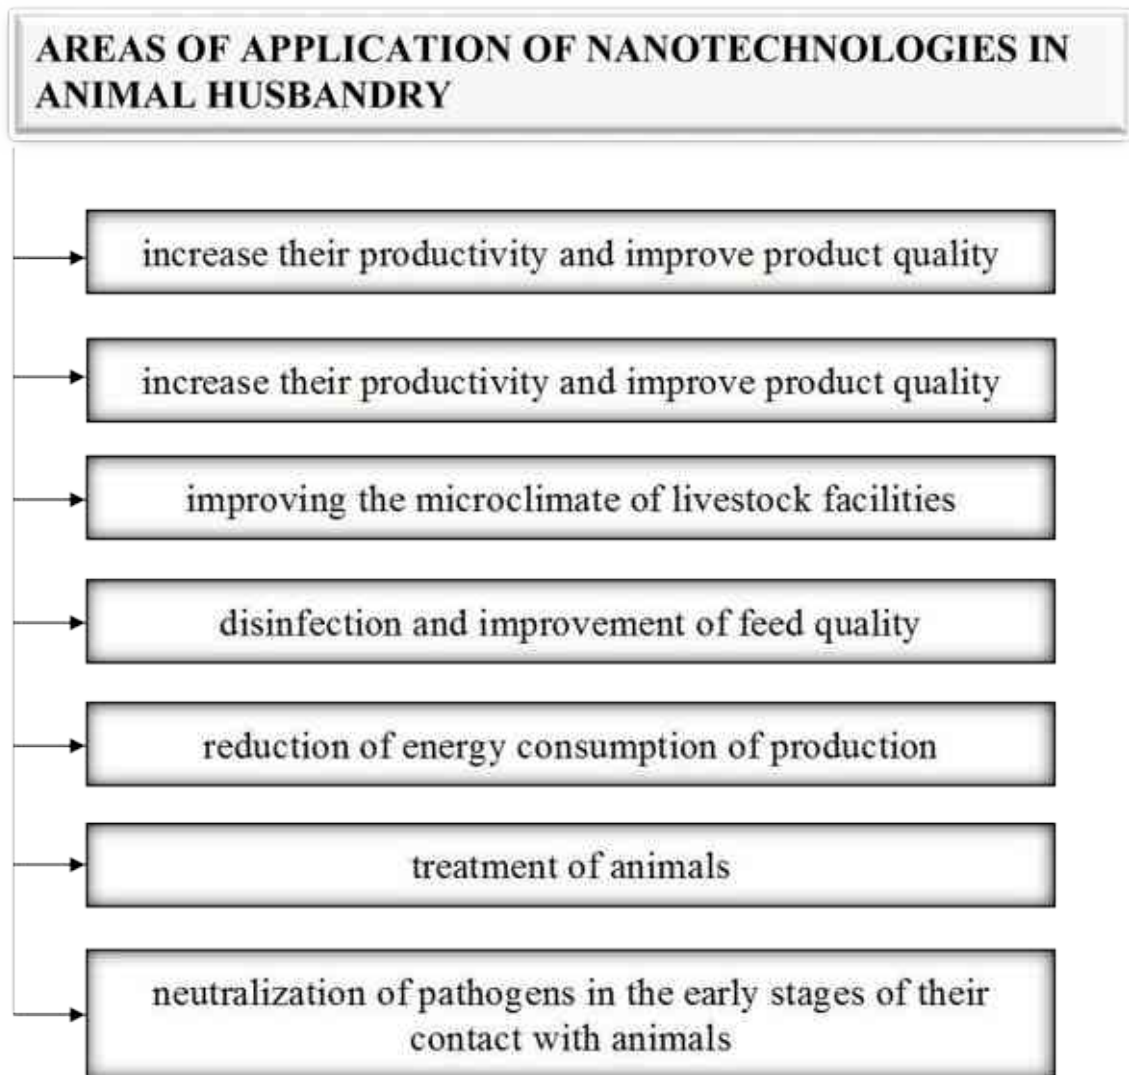 AREAS OF APPLICATION OF NANOTECHNOLOGIES IN
ANIMAL HUSBANDRY
increase their productivity and improve product quality
increase their productivity and improve product quality
improving the microclimate of livestock facilities
disinfection and improvement of feed quality
reduction of energy consumption of production
treatment of animals
neutralization of pathogens in the early stages of their
contact with animals